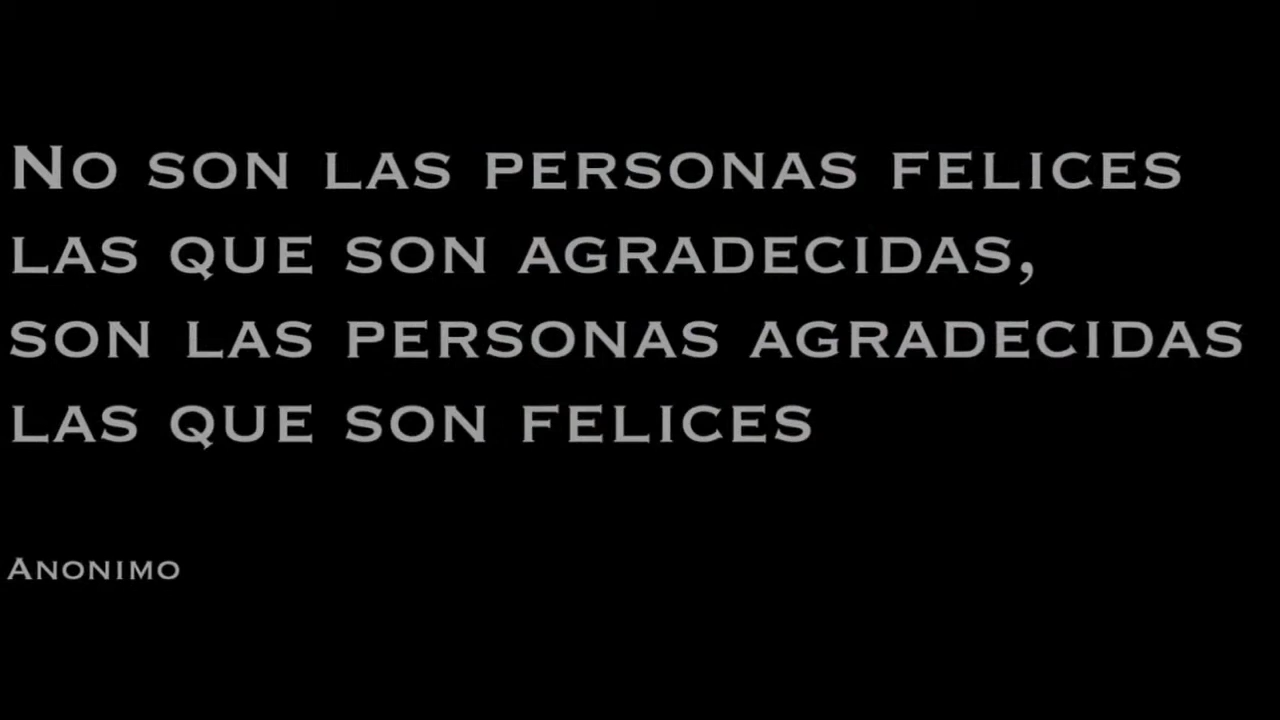 No son las personas felices
las que son agradecidas,
son las personas agradecidas
las que son felices
Anonimo